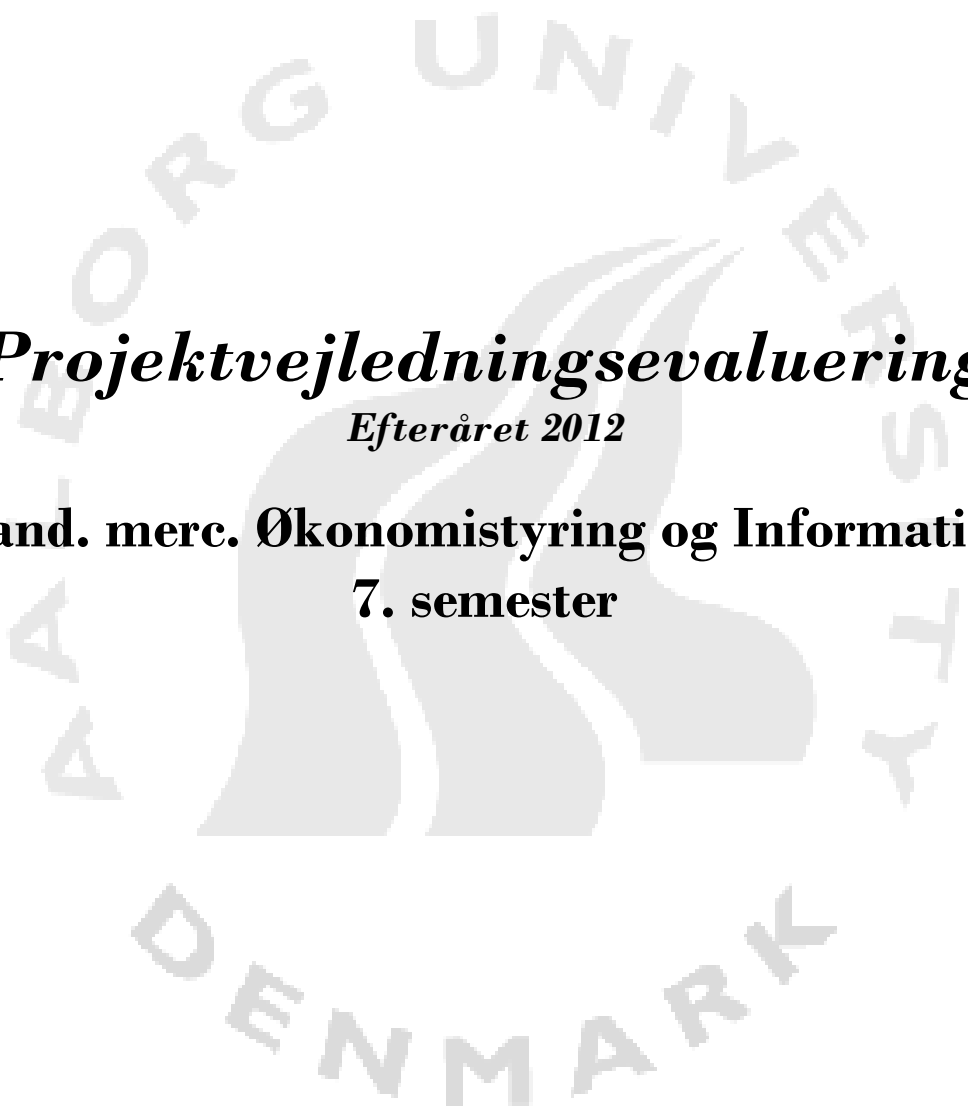 AALBORG UNIVERSITY
Projektvejledningsevaluering
Efteråret 2012
and. merc. Økonomistyring og Informati
7. semester
DENMARK